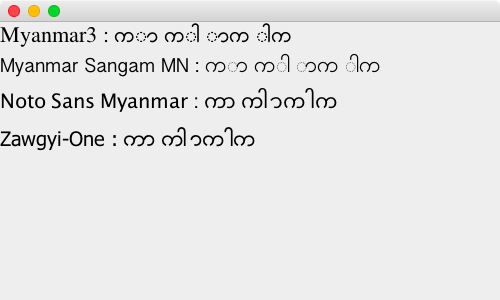 Myanmar3 : ကာ ကါ ာက ါက
Myanmar Sangam MN : ကာ ကါ ာက ါက
Noto Sans Myanmar : ကာ ကါ ာက ါက
Zawgyi-One : ကာ ကါ ာက ါက